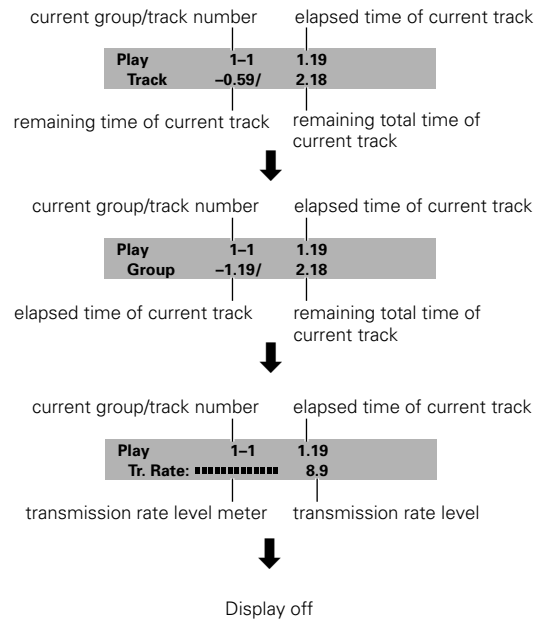 current group/track number elapsed time of current track
Play 1–1 1.19
Track –0.59/ 2.18
remaining time of current track remaining total time of
current track
current group/track number elapsed time of current track
Play 1–1 1.19
Group –1.19/ 2.18
elapsed time of current track remaining total time of
current track
current group/track number elapsed time of current track
Play 1–1 1.19
Tr. Rate: 8.9
transmission rate level meter transmission rate level
Display off